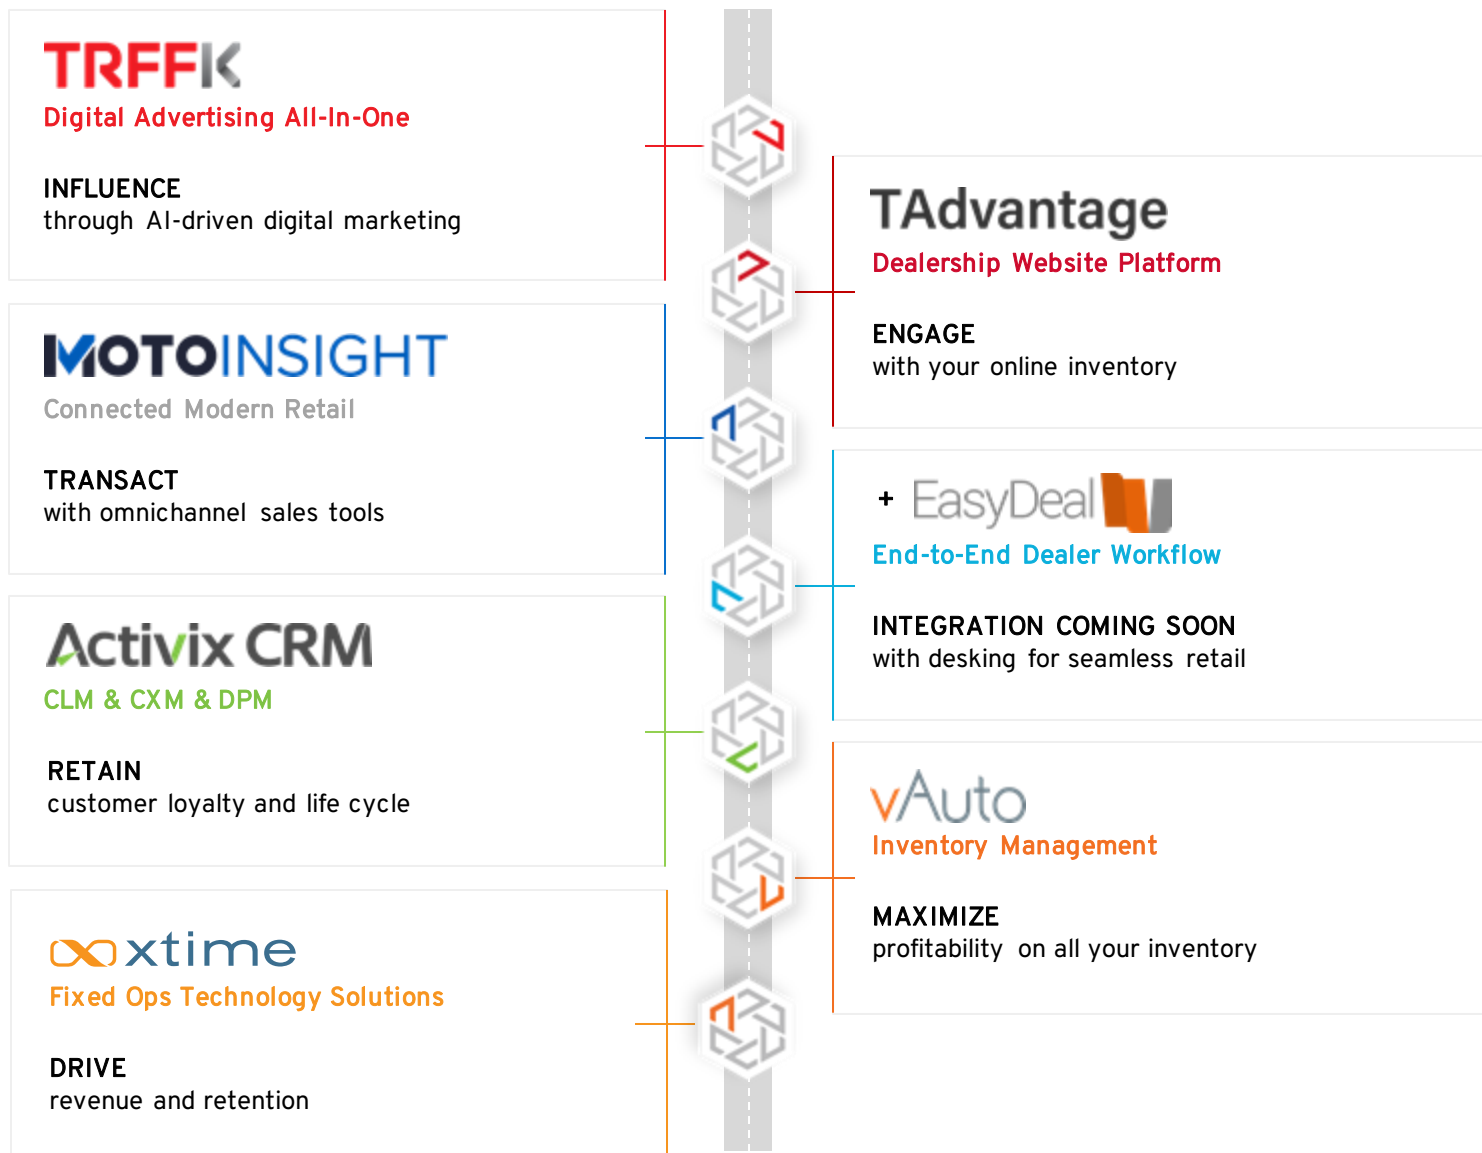 TRFFK
Digital Advertising All-In-One
INFLUENCE
through AI-driven digital marketing
TAdvantage
Dealership Website Platform
ENGAGE
with your online inventory
MOTOINSIGHT
Connected Modern Retail
TRANSACT
with omnichannel sales tools
+ EasyDeal
End-to-End Dealer Workflow
INTEGRATION COMING SOON
with desking for seamless retail
Activix CRM
CLM & CXM & DPM
RETAIN
customer loyalty and life cycle
vAuto
Inventory Management
MAXIMIZE
profitability on all your inventory
xtime
Fixed Ops Technology Solutions
DRIVE
revenue and retention